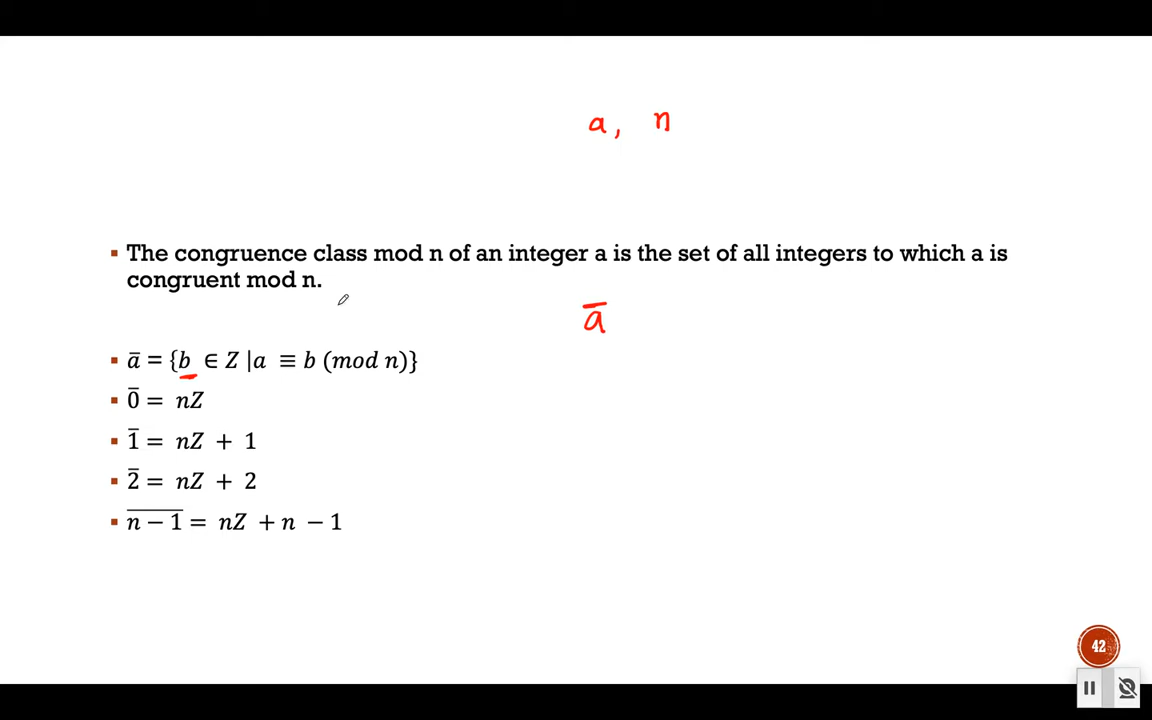 a, n
▪ The congruence class mod n of an integer a is the set of all integers to which a is
congruent mod n.
a̅
▪ a̅ = {b ∈ Z |a ≡ b (mod n)}
▪ 0̅ = nZ
▪ 1̅ = nZ + 1
▪ 2̅ = nZ + 2
▪ n̅ ̅−̅ ̅1̅ = nZ + n − 1
42